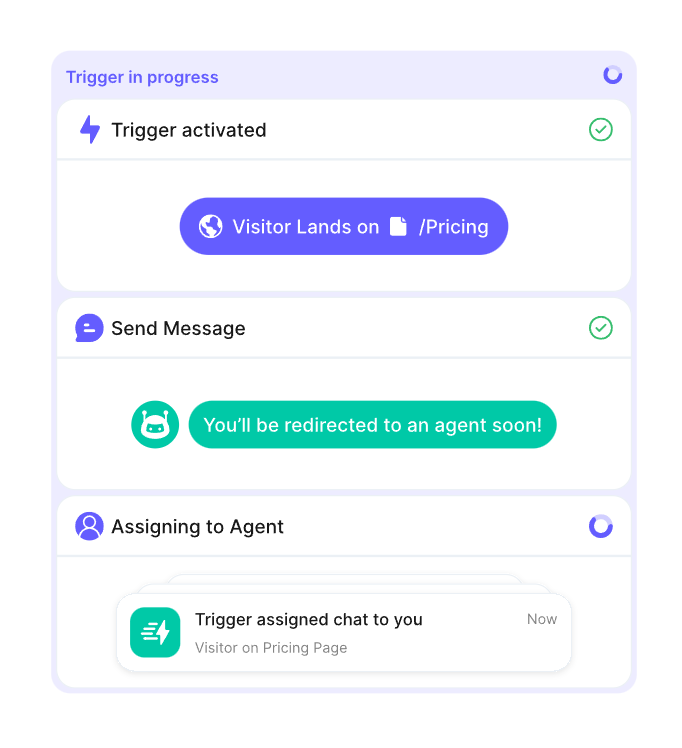 Trigger in progress
Trigger activated
Visitor Lands on /Pricing
Send Message
You’ll be redirected to an agent soon!
Assigning to Agent
Trigger assigned chat to you
Now
Visitor on Pricing Page